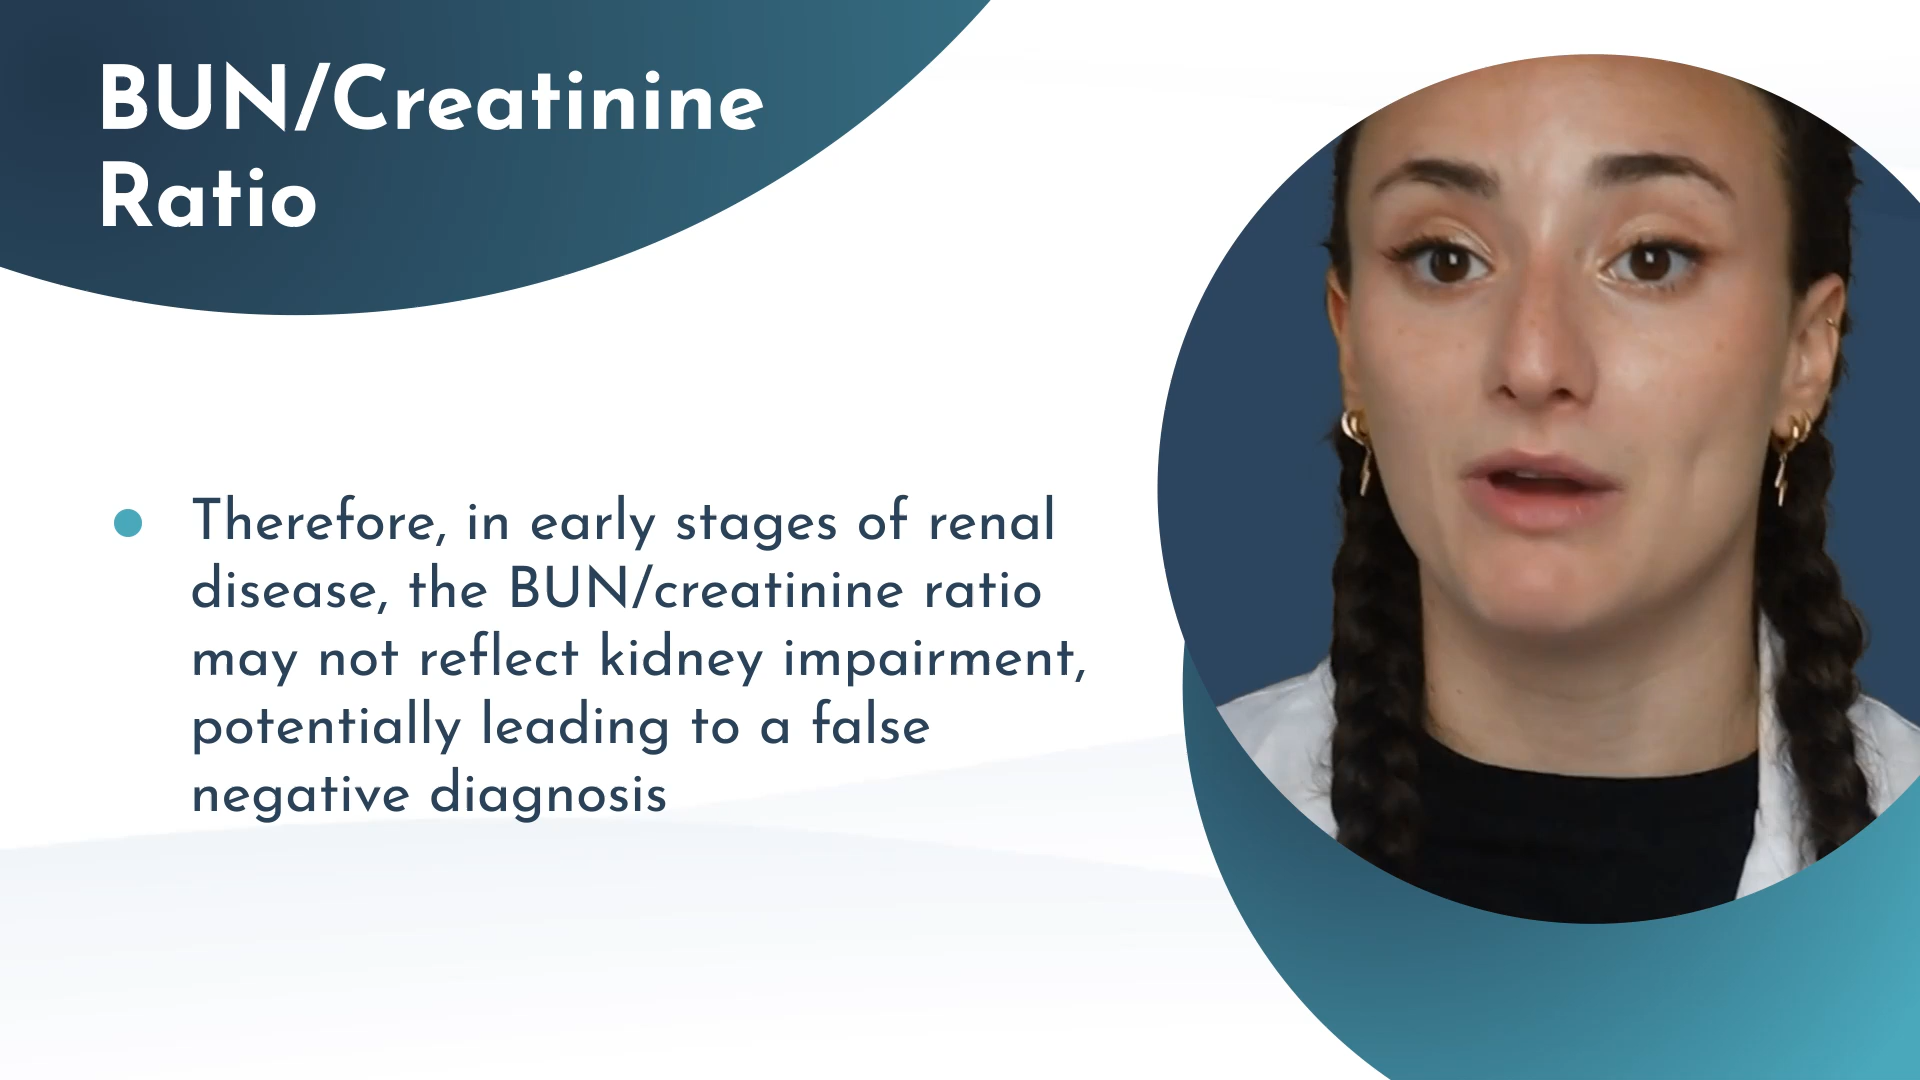 BUN/Creatinine
Ratio
Therefore, in early stages of renal
disease, the BUN/creatinine ratio
may not reflect kidney impairment,
potentially leading to a false
negative diagnosis